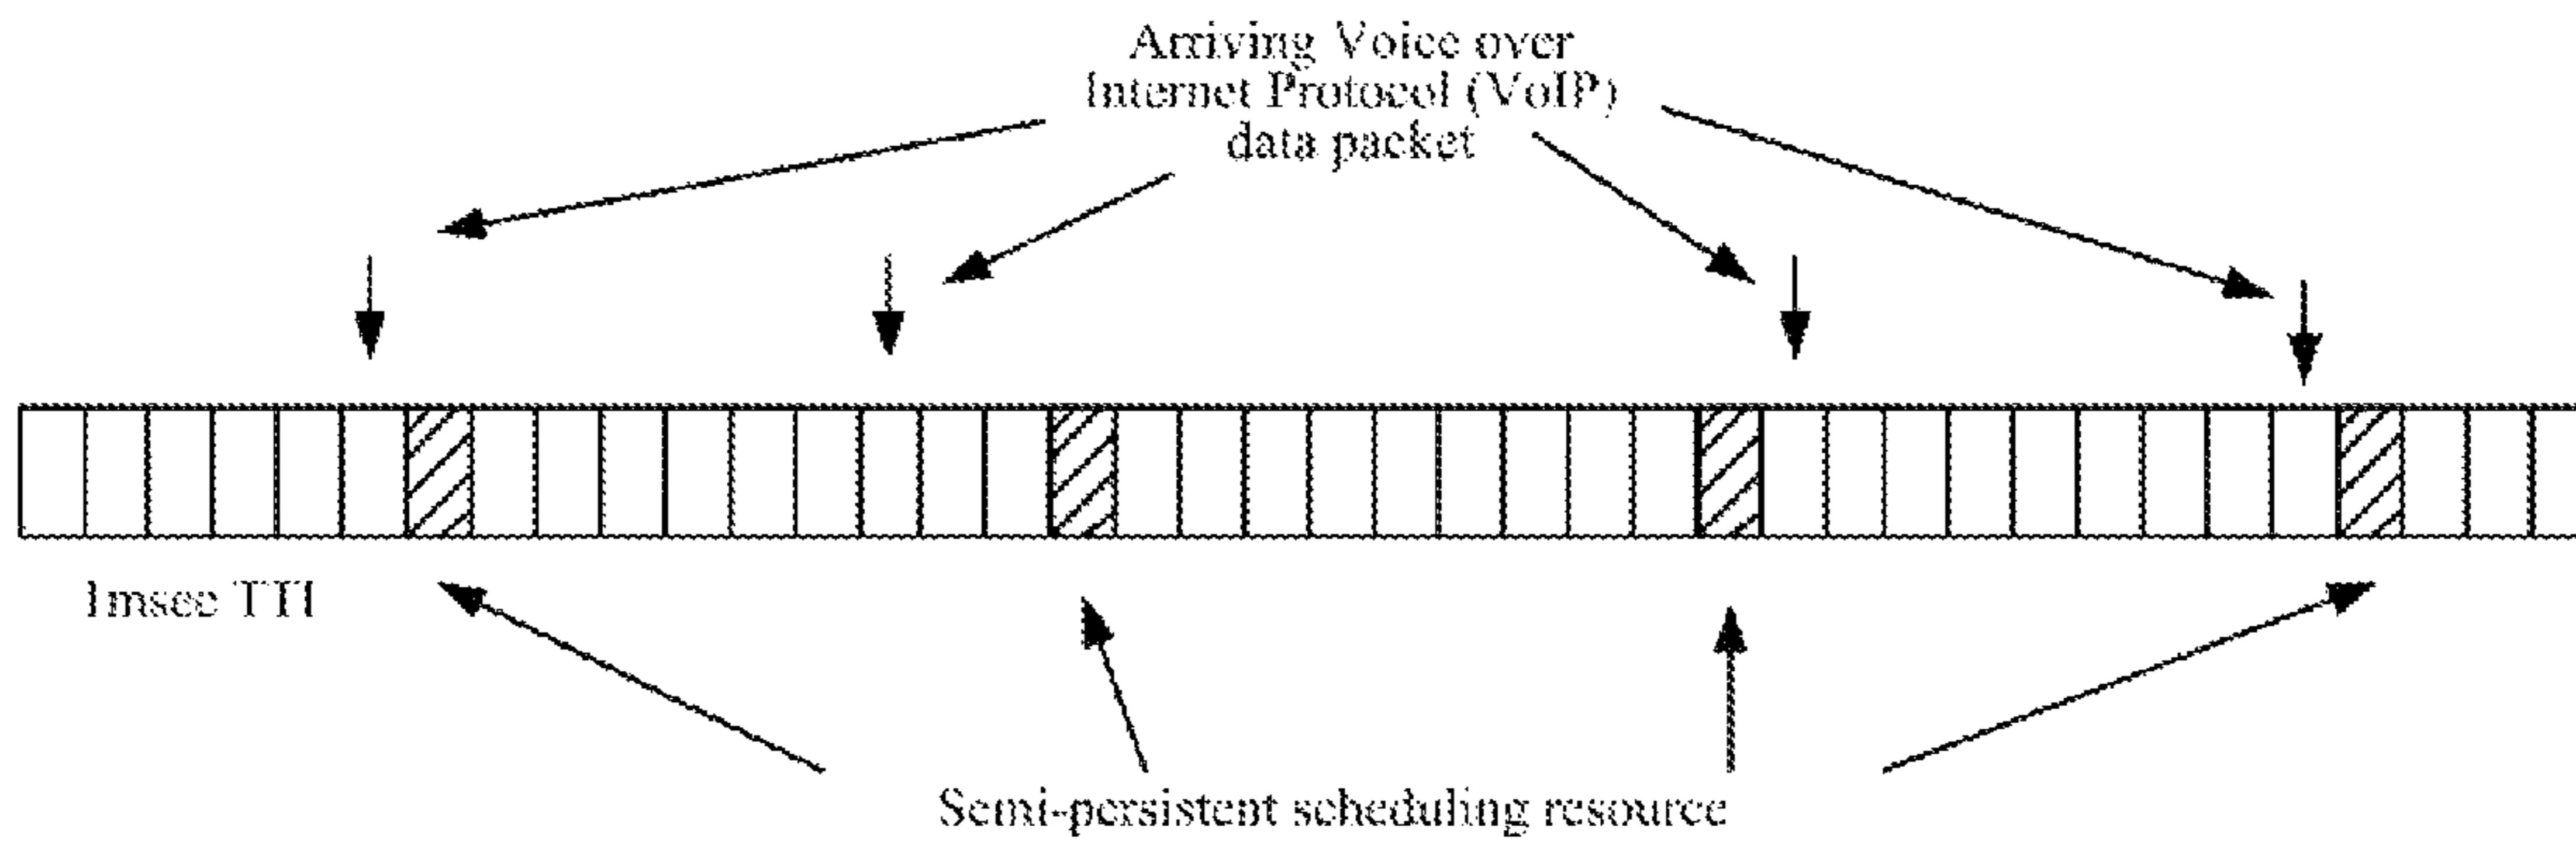 Arriving Voice over
Internet Protocol (VoIP)
data packet
1msec TTI
Semi-persistent scheduling resource